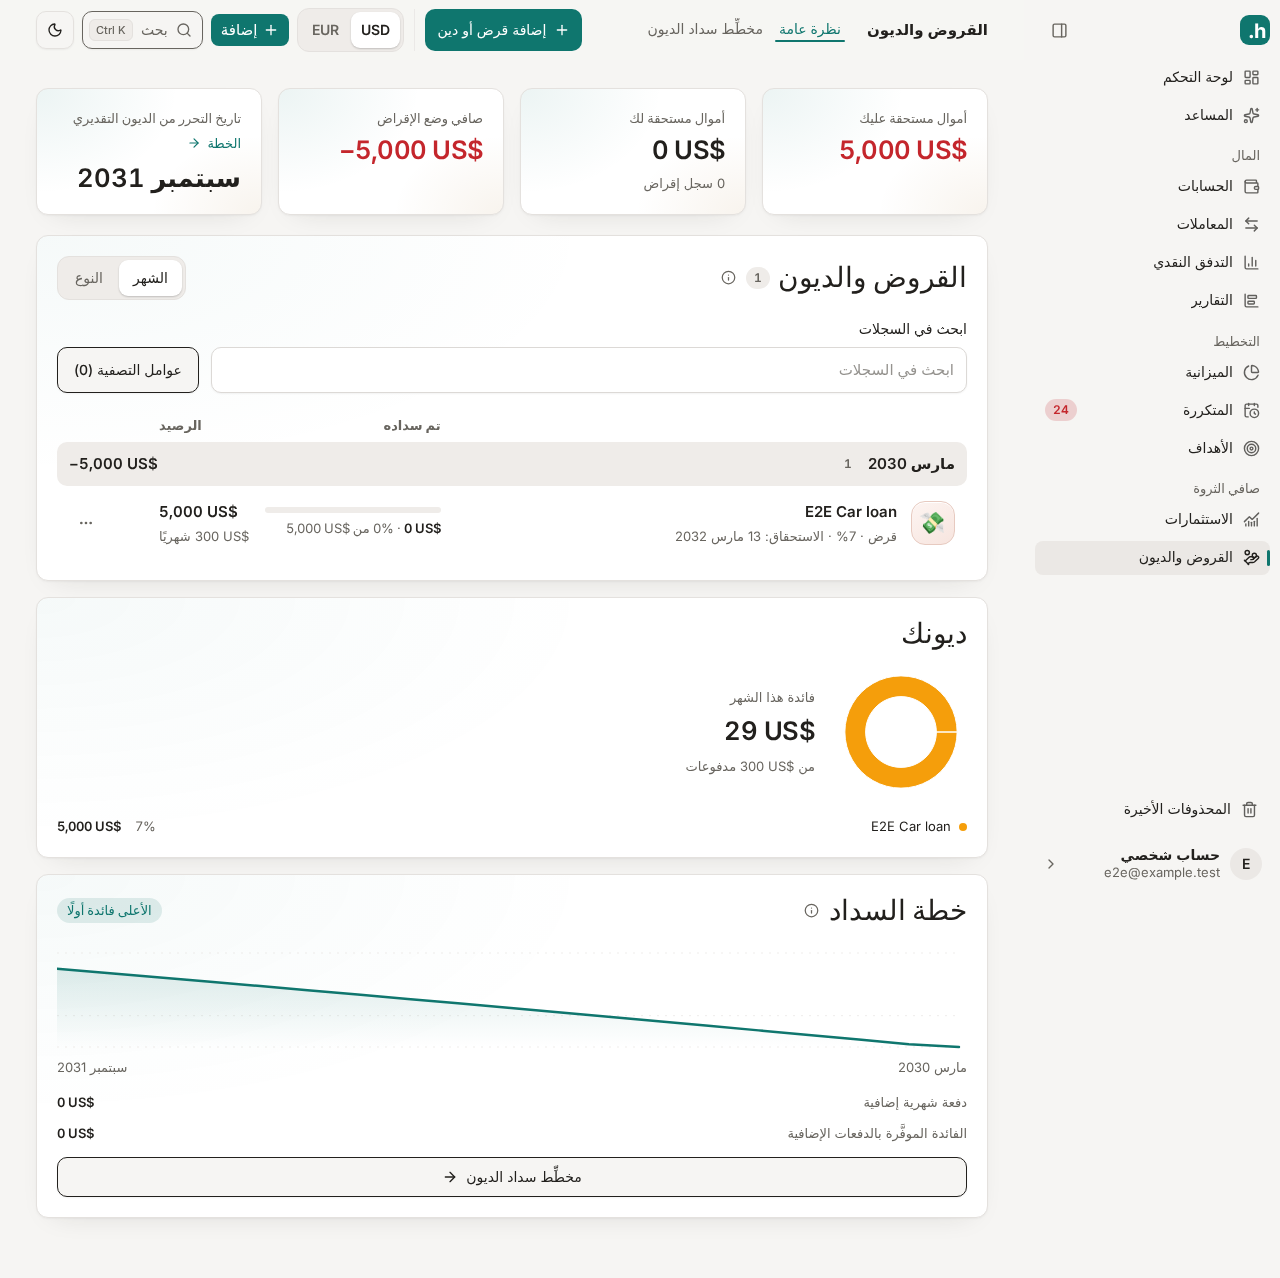 .h
لوحة التحكم
المساعد
المال
الحسابات
المعاملات
التدفق النقدي
التقارير
التخطيط
الميزانية
المتكررة 24
الأهداف
صافي الثروة
الاستثمارات
القروض والديون
المحذوفات الأخيرة
E
حساب شخصي
e2e@example.test
القروض والديون نظرة عامة مخطِّط سداد الديون
إضافة قرض أو دين
USD EUR
إضافة
بحث Ctrl K
أموال مستحقة عليك
5,000 US$
أموال مستحقة لك
0 US$
0 سجل إقراض
صافي وضع الإقراض
−5,000 US$
تاريخ التحرر من الديون التقديري
الخطة
سبتمبر 2031
القروض والديون 1
الشهر النوع
ابحث في السجلات
ابحث في السجلات
عوامل التصفية (0)
تم سداده الرصيد
مارس 2030 1 −5,000 US$
E2E Car loan
قرض · 7% · الاستحقاق: 13 مارس 2032
0 US$ · 0% من 5,000 US$
5,000 US$
300 US$ شهريًا
ديونك
فائدة هذا الشهر
29 US$
من 300 US$ مدفوعات
E2E Car loan 7% 5,000 US$
خطة السداد
الأعلى فائدة أولًا
مارس 2030 سبتمبر 2031
دفعة شهرية إضافية 0 US$
الفائدة الموفَّرة بالدفعات الإضافية 0 US$
مخطِّط سداد الديون